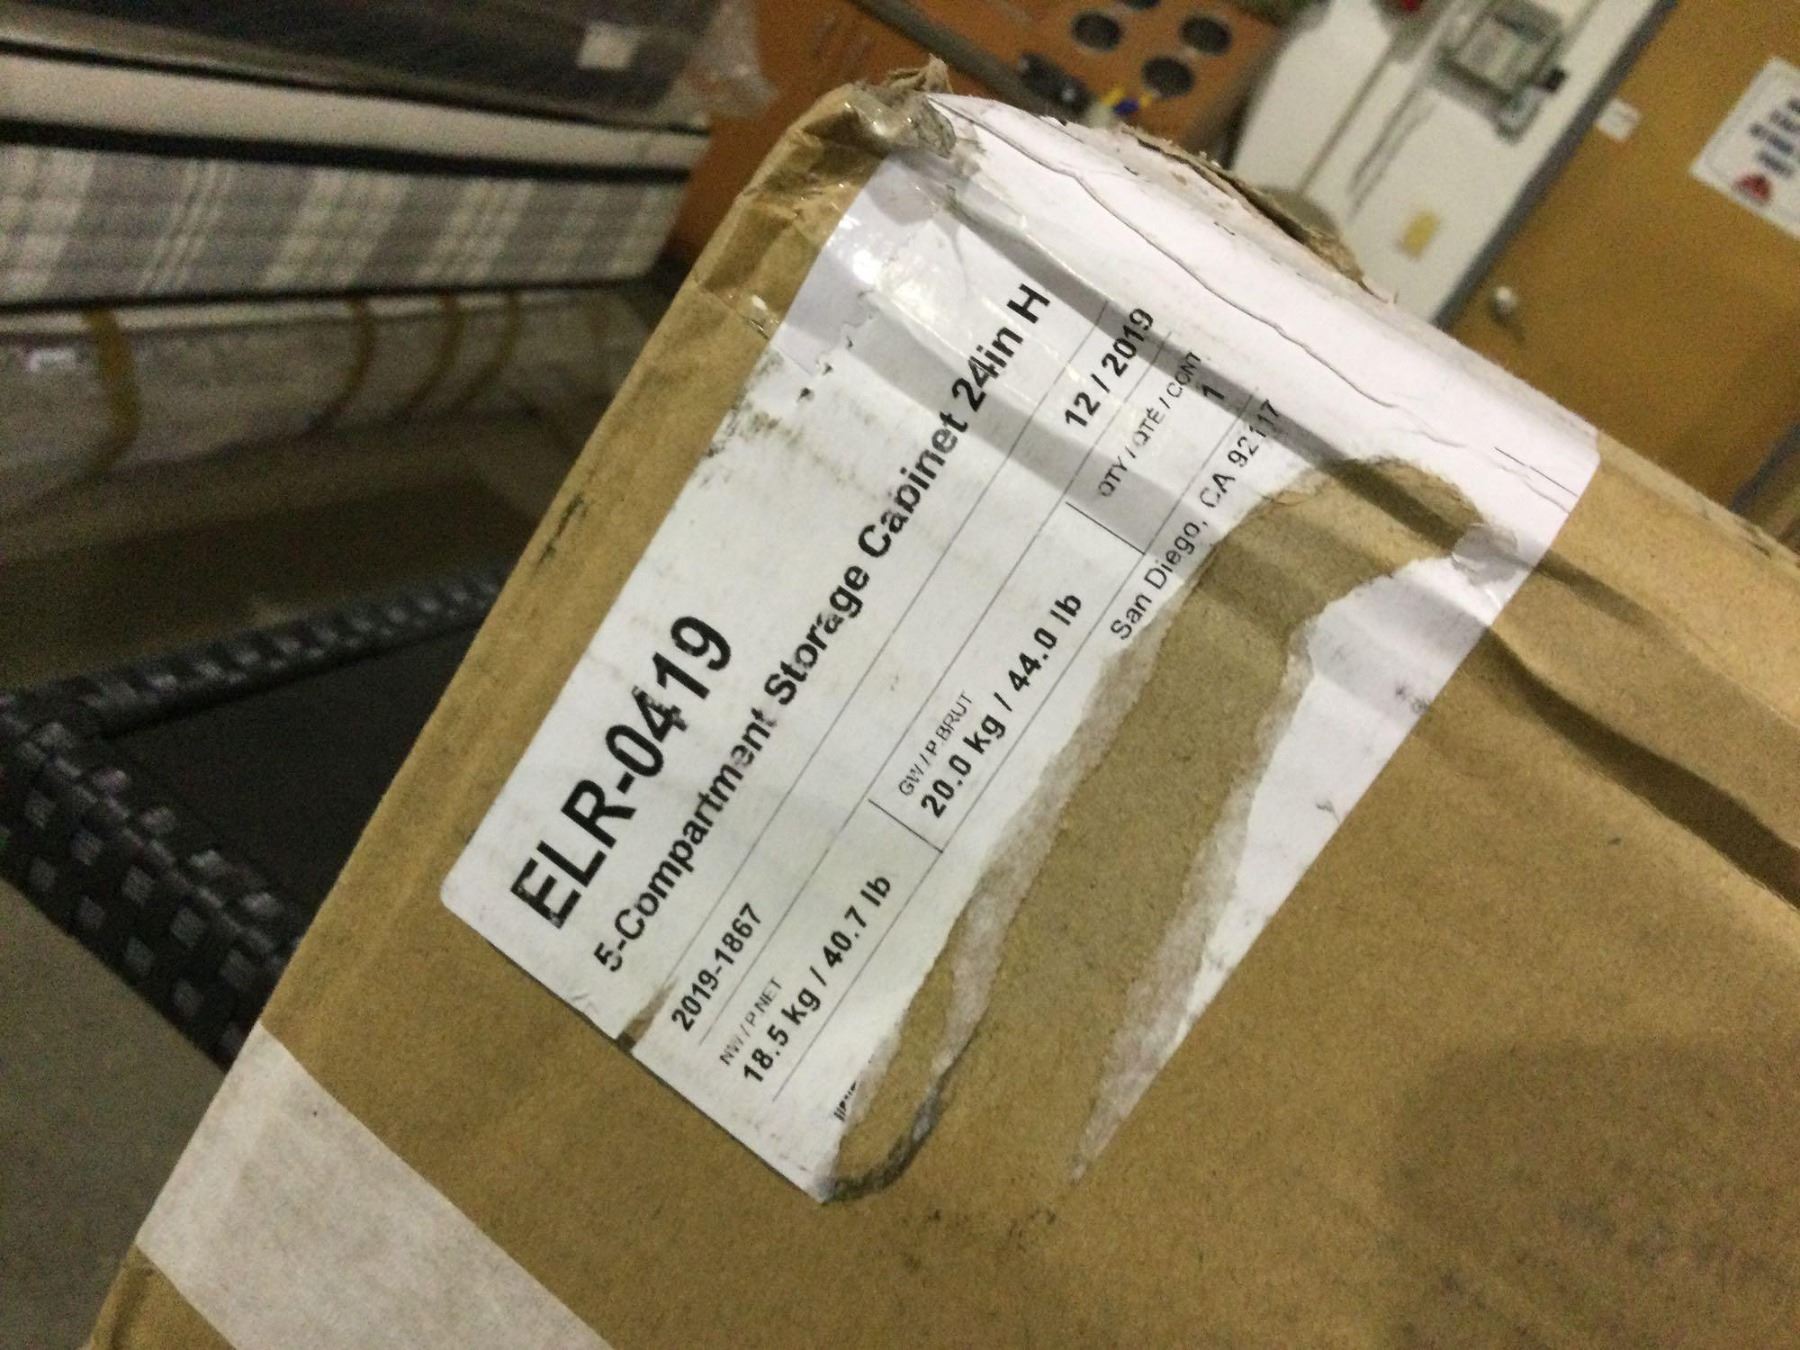 ELR-0419
5-Compartment Storage Cabinet 24in H
2019-1867 12 / 2019
NW / P.NET GW / P.BRUT QTY / QTÉ / CONT
18.5 kg / 40.7 lb 20.0 kg / 44.0 lb 1
San Diego, CA 92117